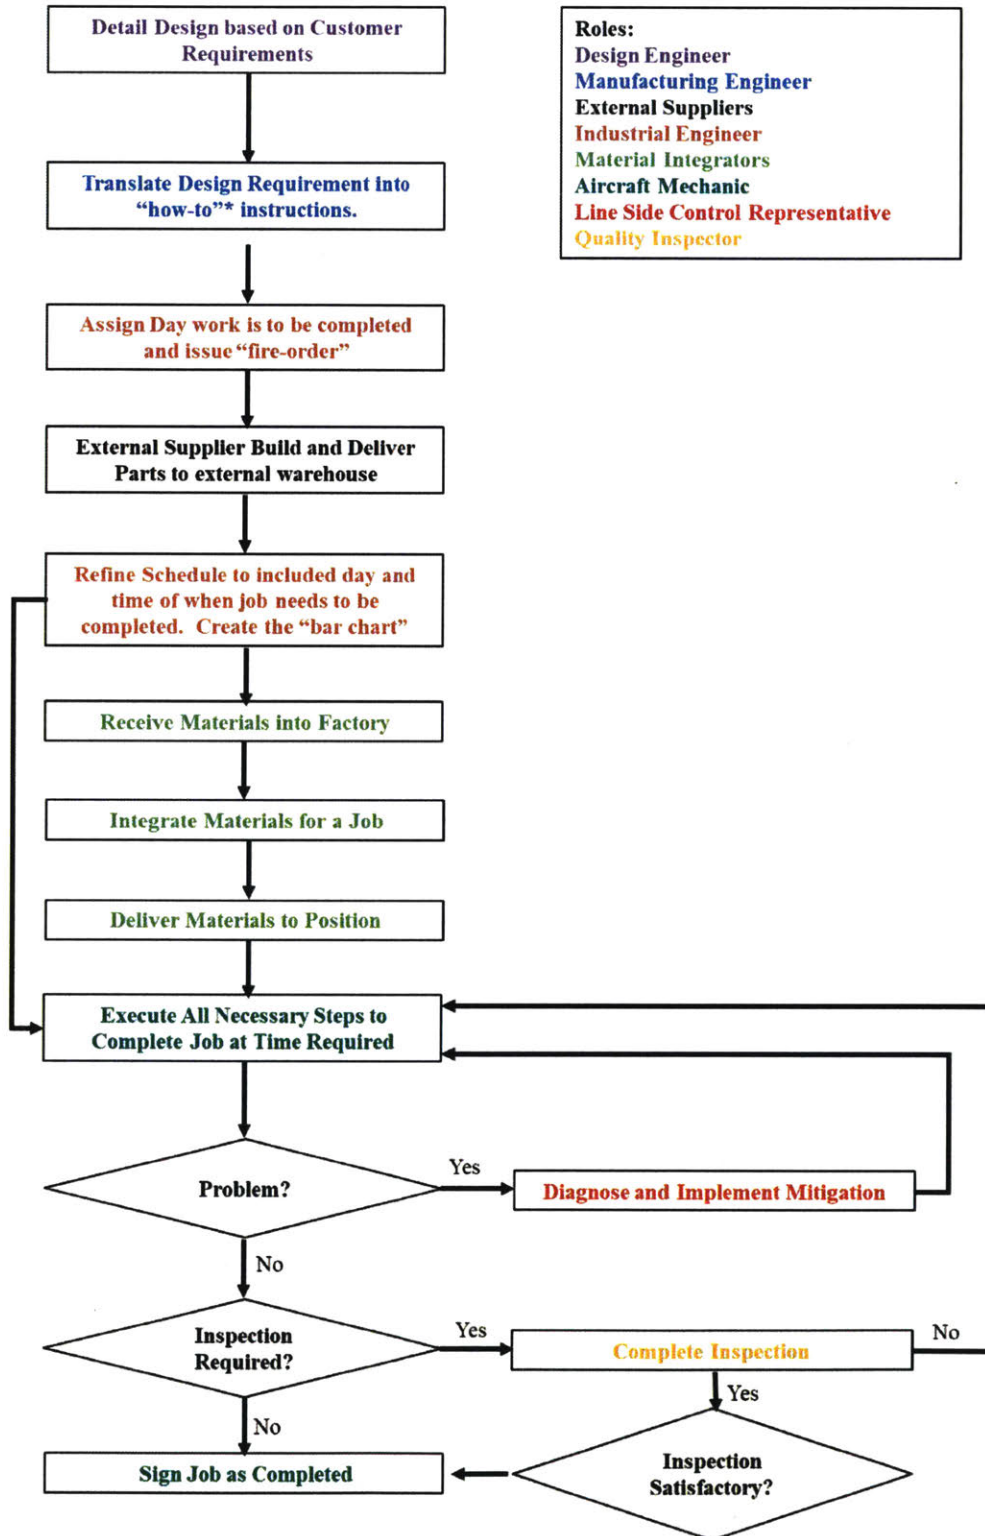 Detail Design based on Customer
Requirements
Roles:
Design Engineer
Manufacturing Engineer
External Suppliers
Industrial Engineer
Material Integrators
Aircraft Mechanic
Line Side Control Representative
Quality Inspector
Translate Design Requirement into
“how-to”* instructions.
Assign Day work is to be completed
and issue “fire-order”
External Supplier Build and Deliver
Parts to external warehouse
Refine Schedule to included day and
time of when job needs to be
completed. Create the “bar chart”
Receive Materials into Factory
Integrate Materials for a Job
Deliver Materials to Position
Execute All Necessary Steps to
Complete Job at Time Required
Problem?
Yes
Diagnose and Implement Mitigation
No
Inspection
Required?
Yes
Complete Inspection
No
Yes
No
Sign Job as Completed
Inspection
Satisfactory?